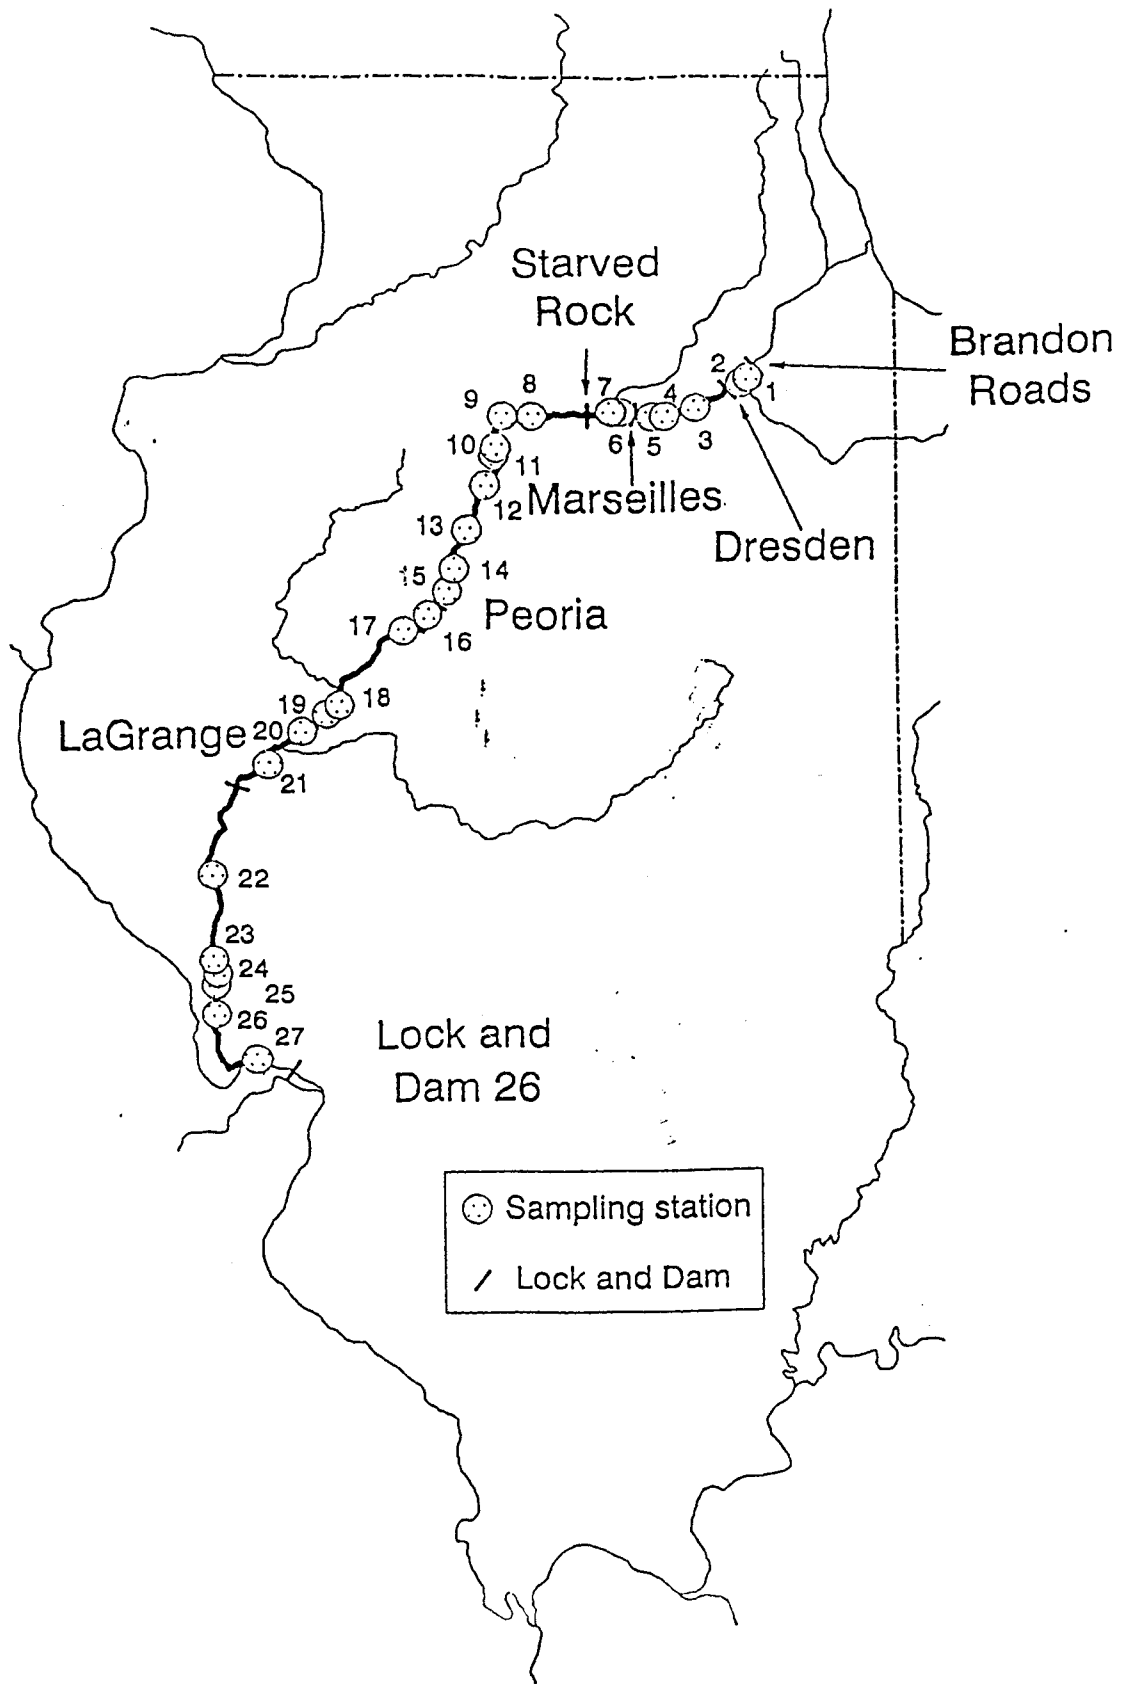 Starved
Rock
Brandon
Roads
2
1
9
8
7
4
3
6
5
10
11
Marseilles
12
13
Dresden
14
15
Peoria
16
17
18
19
LaGrange
20
21
22
23
24
25
26
27
Lock and
Dam 26
Sampling station
Lock and Dam